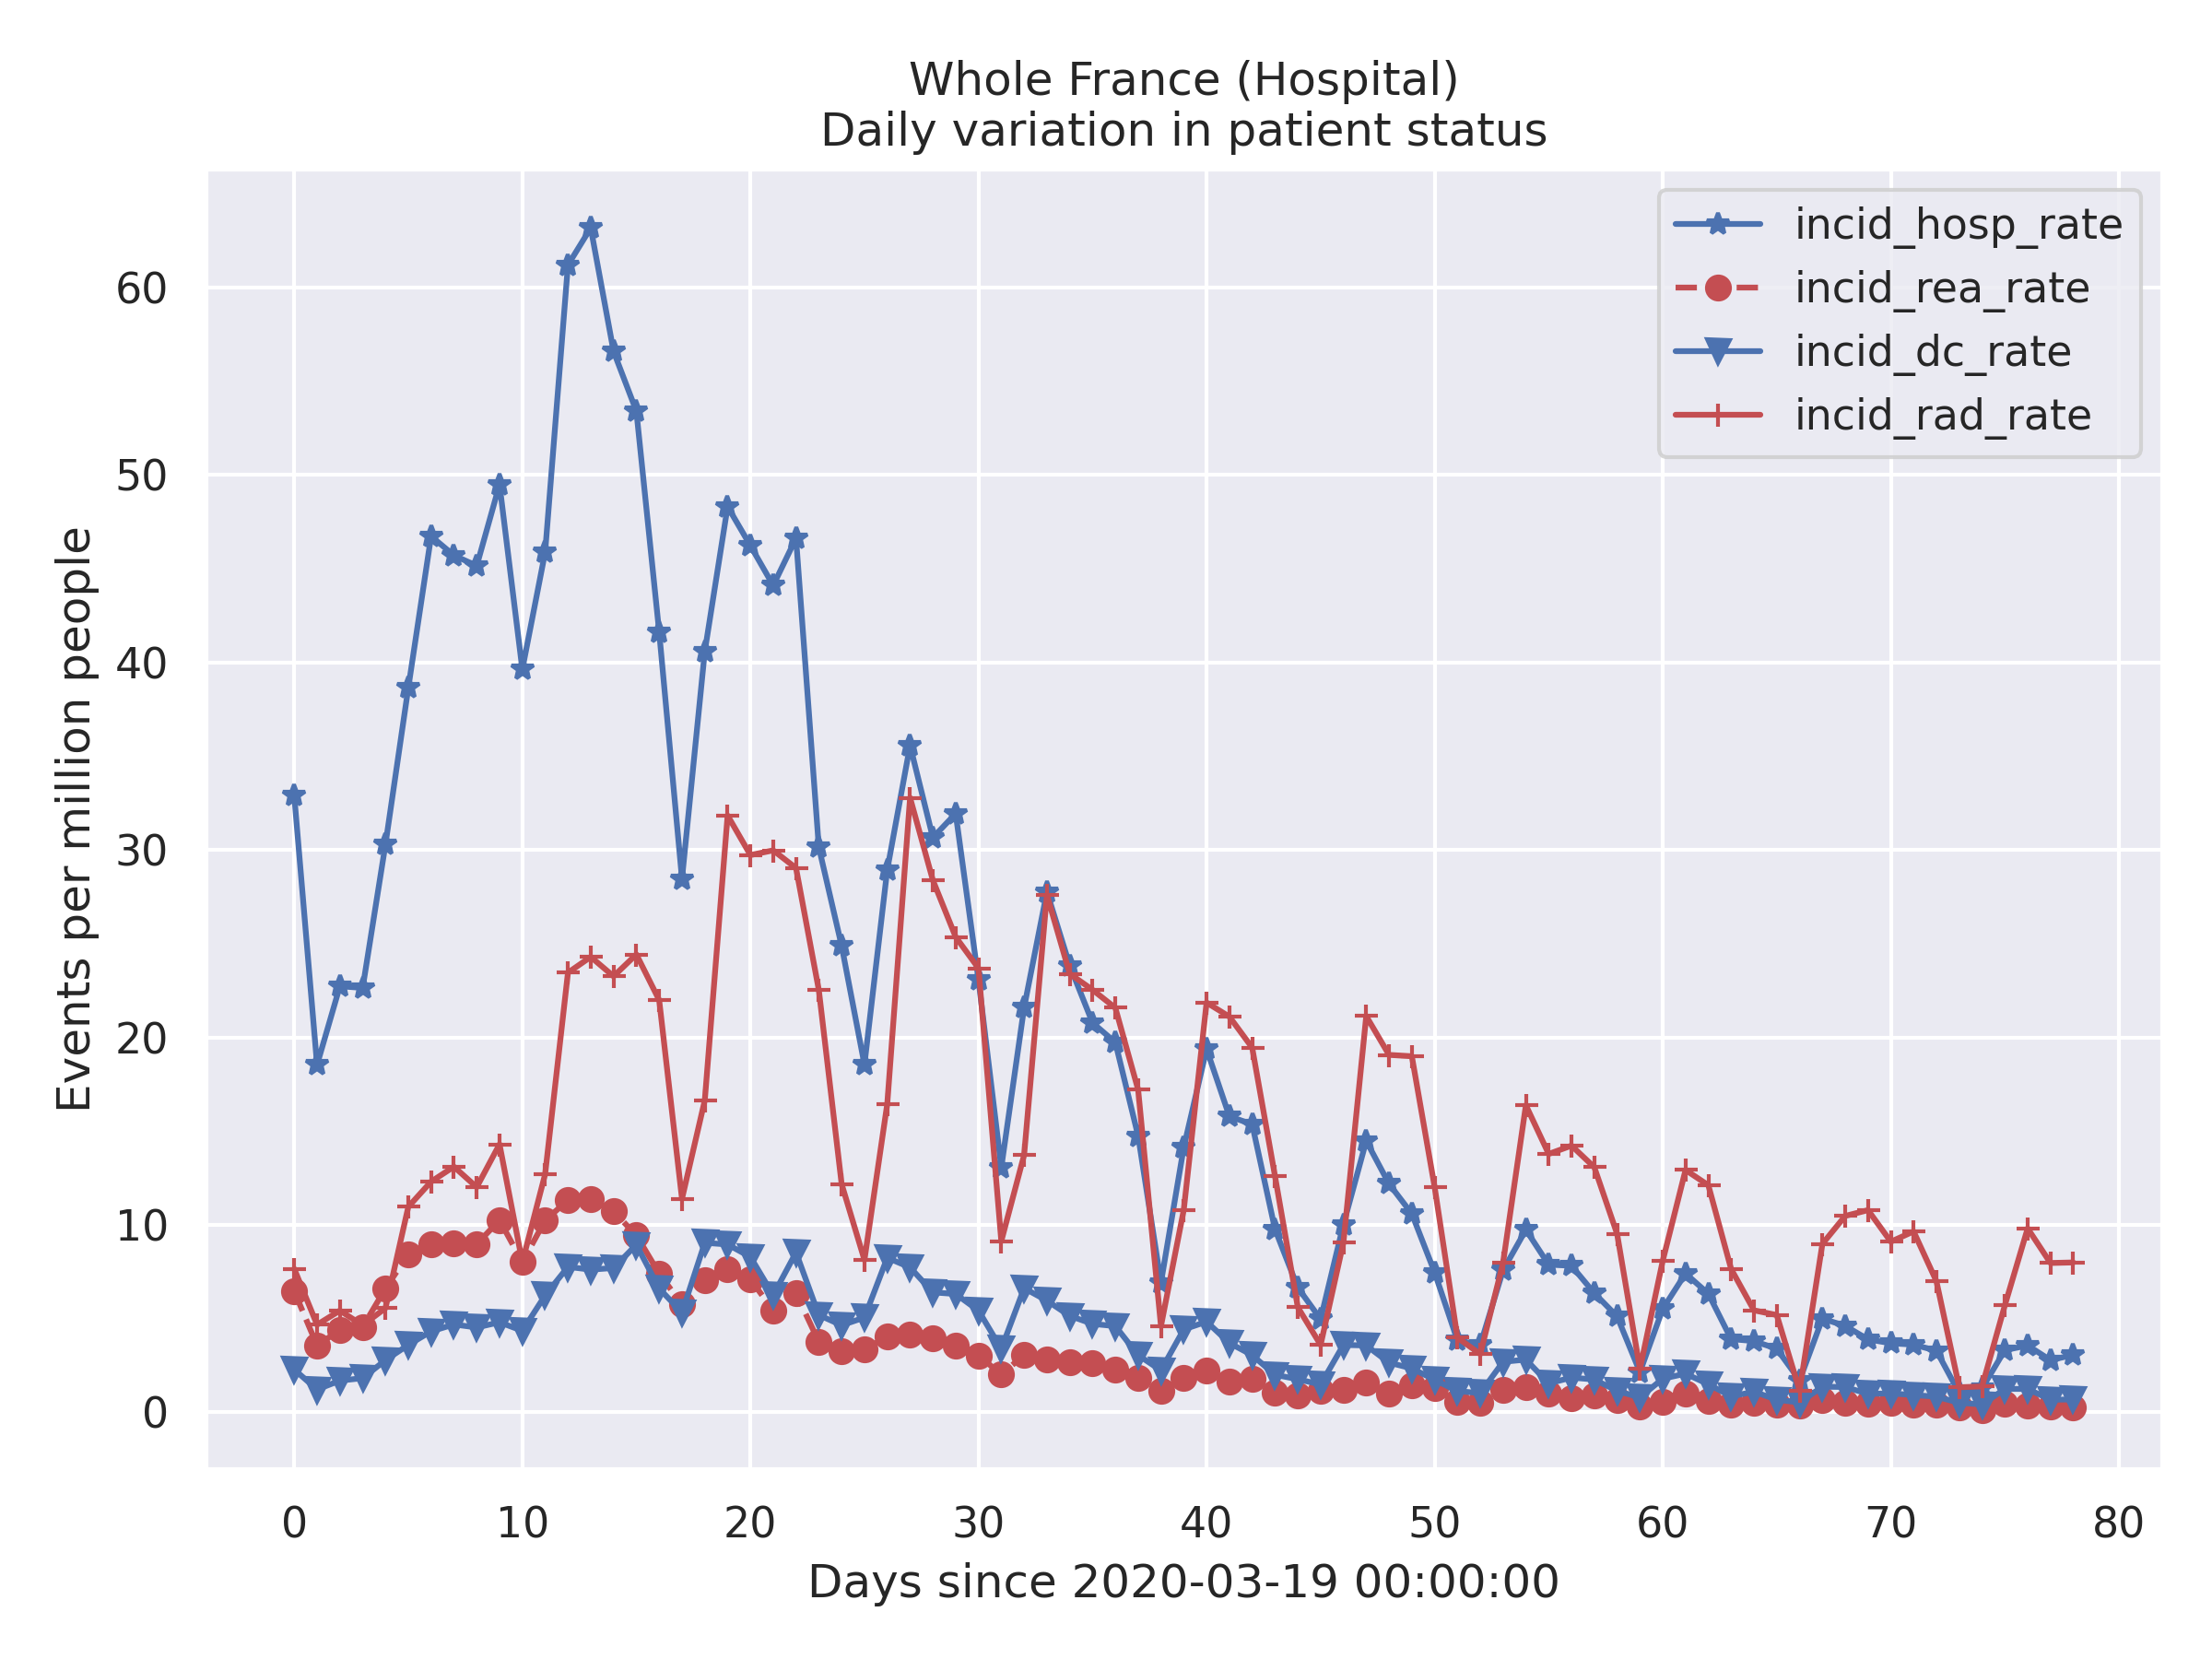 Whole France (Hospital)
Daily variation in patient status
incid_hosp_rate
incid_rea_rate
incid_dc_rate
incid_rad_rate
Events per million people
60
50
40
30
20
10
0
0 10 20 30 40 50 60 70 80
Days since 2020-03-19 00:00:00